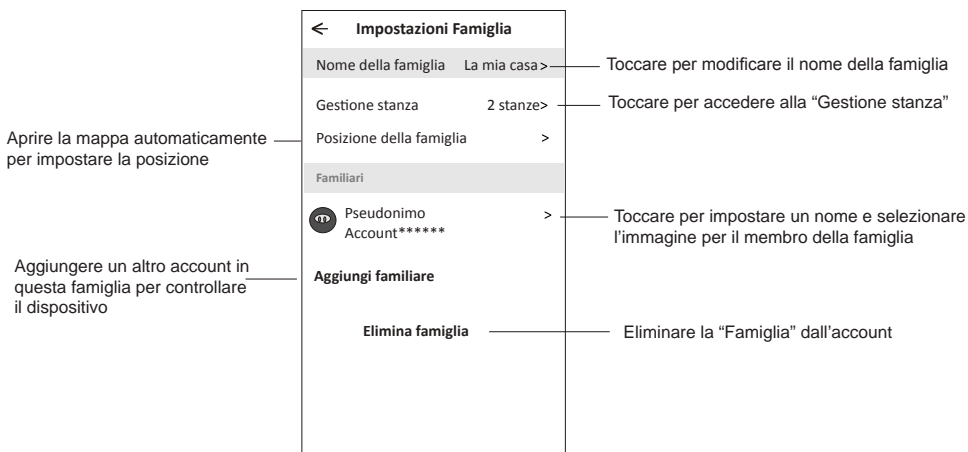 Impostazioni Famiglia
Nome della famiglia La mia casa >
Toccare per modificare il nome della famiglia
Gestione stanza 2 stanze>
Toccare per accedere alla “Gestione stanza”
Aprire la mappa automaticamente
per impostare la posizione
Posizione della famiglia >
Familiari
Pseudonimo >
Account******
Toccare per impostare un nome e selezionare
l’immagine per il membro della famiglia
Aggiungere un altro account in
questa famiglia per controllare
il dispositivo
Aggiungi familiare
Elimina famiglia
Eliminare la “Famiglia” dall’account